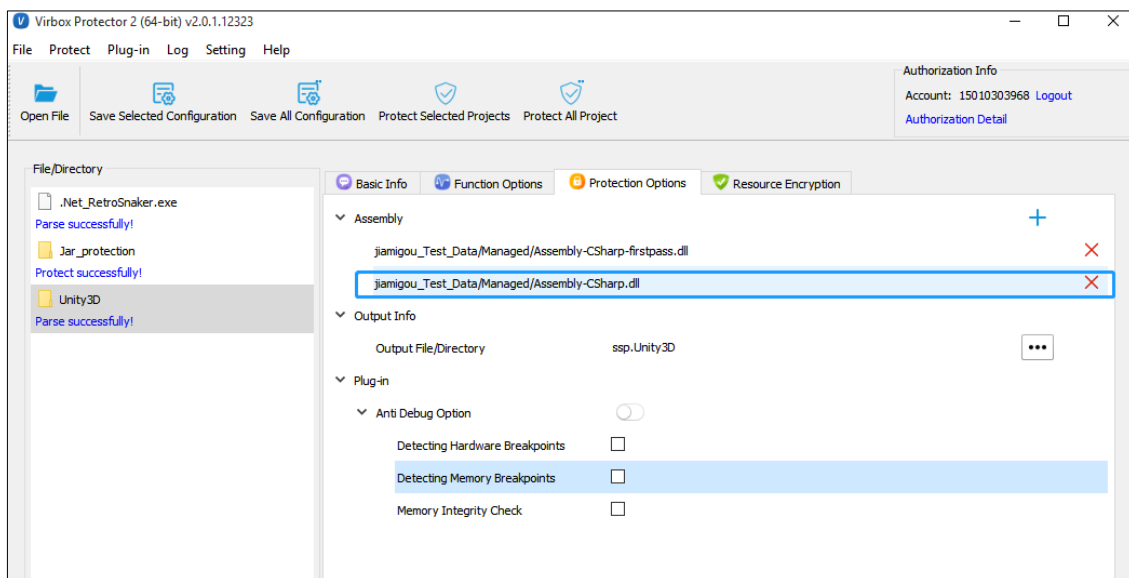 Virbox Protector 2 (64-bit) v2.0.1.12323
File Protect Plug-in Log Setting Help
Open File Save Selected Configuration Save All Configuration Protect Selected Projects Protect All Project
Authorization Info
Account: 15010303968 Logout
Authorization Detail
File/Directory
.Net_RetroSnaker.exe
Parse successfully!
Jar_protection
Protect successfully!
Unity3D
Parse successfully!
Basic Info Function Options Protection Options Resource Encryption
Assembly
jiamigou_Test_Data/Managed/Assembly-CSharp-firstpass.dll
jiamigou_Test_Data/Managed/Assembly-CSharp.dll
Output Info
Output File/Directory ssp.Unity3D
Plug-in
Anti Debug Option
Detecting Hardware Breakpoints
Detecting Memory Breakpoints
Memory Integrity Check